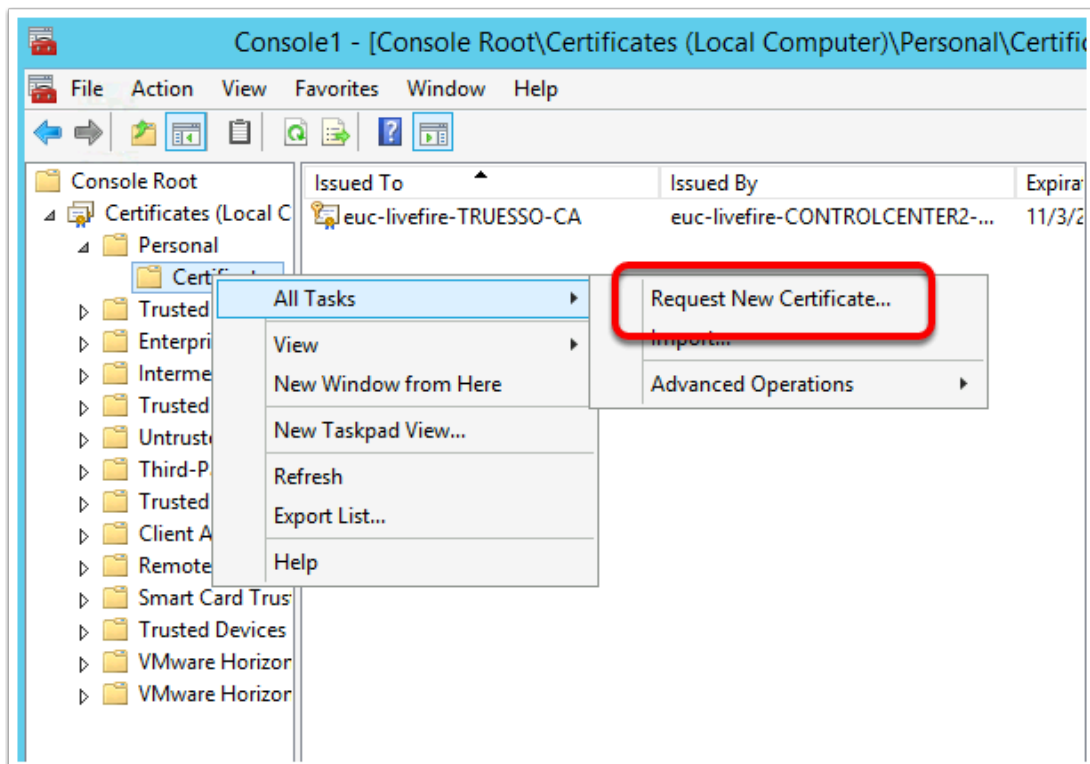 Console1 - [Console Root\Certificates (Local Computer)\Personal\Certific
File Action View Favorites Window Help
Console Root
Issued To
Issued By
Expira
Certificates (Local C
euc-livefire-TRUESSO-CA
euc-livefire-CONTROLCENTER2-...
11/3/2
Personal
Certificat
Trusted
Enterpri
Interme
Trusted
Untrust
Third-P
Trusted
Client A
Remote
Smart Card Trus
Trusted Devices
VMware Horizon
VMware Horizon
All Tasks
View
New Window from Here
New Taskpad View...
Refresh
Export List...
Help
Request New Certificate...
Import...
Advanced Operations